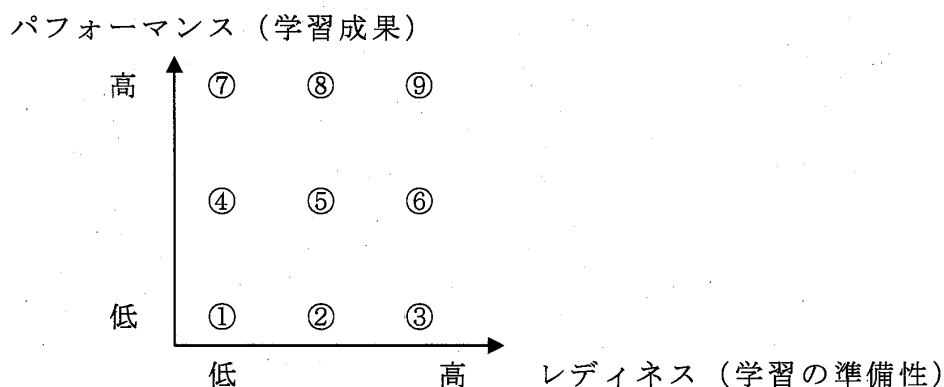 パフォーマンス（学習成果）
高 ⑦ ⑧ ⑨
④ ⑤ ⑥
低 ① ② ③
低 高 レディネス（学習の準備性）